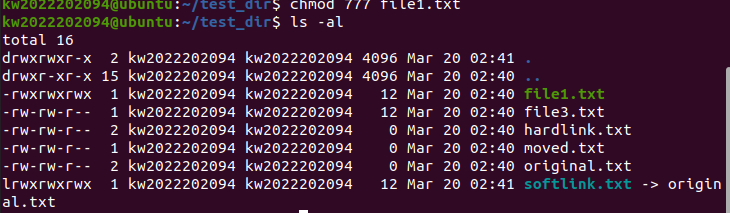 kw2022202094@ubuntu:~/test_dir$ chmod 777 file1.txt
kw2022202094@ubuntu:~/test_dir$ ls -al
total 16
drwxrwxr-x  2 kw2022202094 kw2022202094 4096 Mar 20 02:41 .
drwxr-xr-x 15 kw2022202094 kw2022202094 4096 Mar 20 02:40 ..
-rwxrwxrwx  1 kw2022202094 kw2022202094   12 Mar 20 02:40 file1.txt
-rw-rw-r--  1 kw2022202094 kw2022202094   12 Mar 20 02:40 file3.txt
-rw-rw-r--  2 kw2022202094 kw2022202094    0 Mar 20 02:40 hardlink.txt
-rw-rw-r--  1 kw2022202094 kw2022202094    0 Mar 20 02:40 moved.txt
-rw-rw-r--  2 kw2022202094 kw2022202094    0 Mar 20 02:40 original.txt
lrwxrwxrwx  1 kw2022202094 kw2022202094   12 Mar 20 02:41 softlink.txt -> origin
al.txt